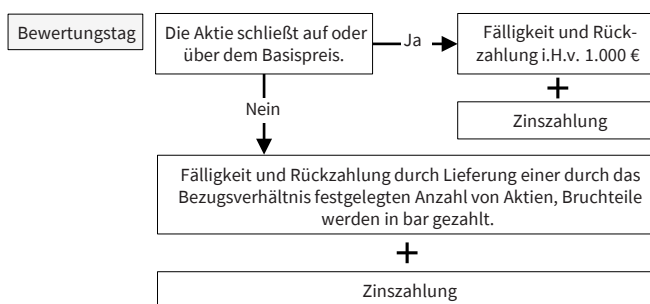 Bewertungstag
Die Aktie schließt auf oder
über dem Basispreis.
Ja
Fälligkeit und Rück-
zahlung i.H.v. 1.000 €
+
Zinszahlung
Nein
Fälligkeit und Rückzahlung durch Lieferung einer durch das
Bezugsverhältnis festgelegten Anzahl von Aktien, Bruchteile
werden in bar gezahlt.
+
Zinszahlung